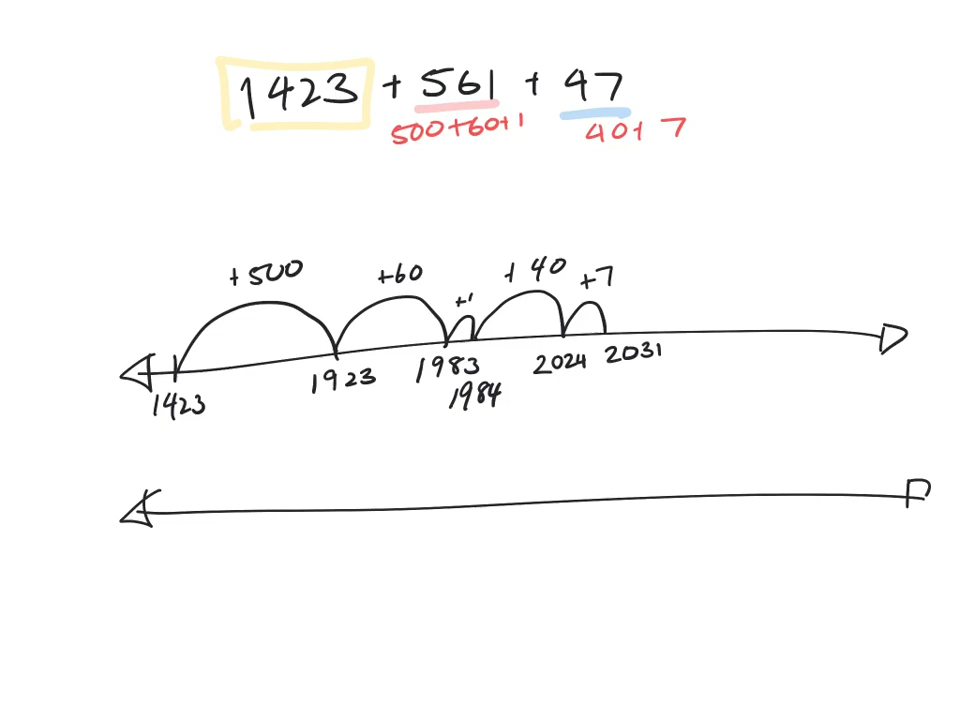 1423 + 561 + 47
500+60+1 40+ 7
+500 +60 +1 + 40 +7
1423 1923 1983 2024 2031
1984